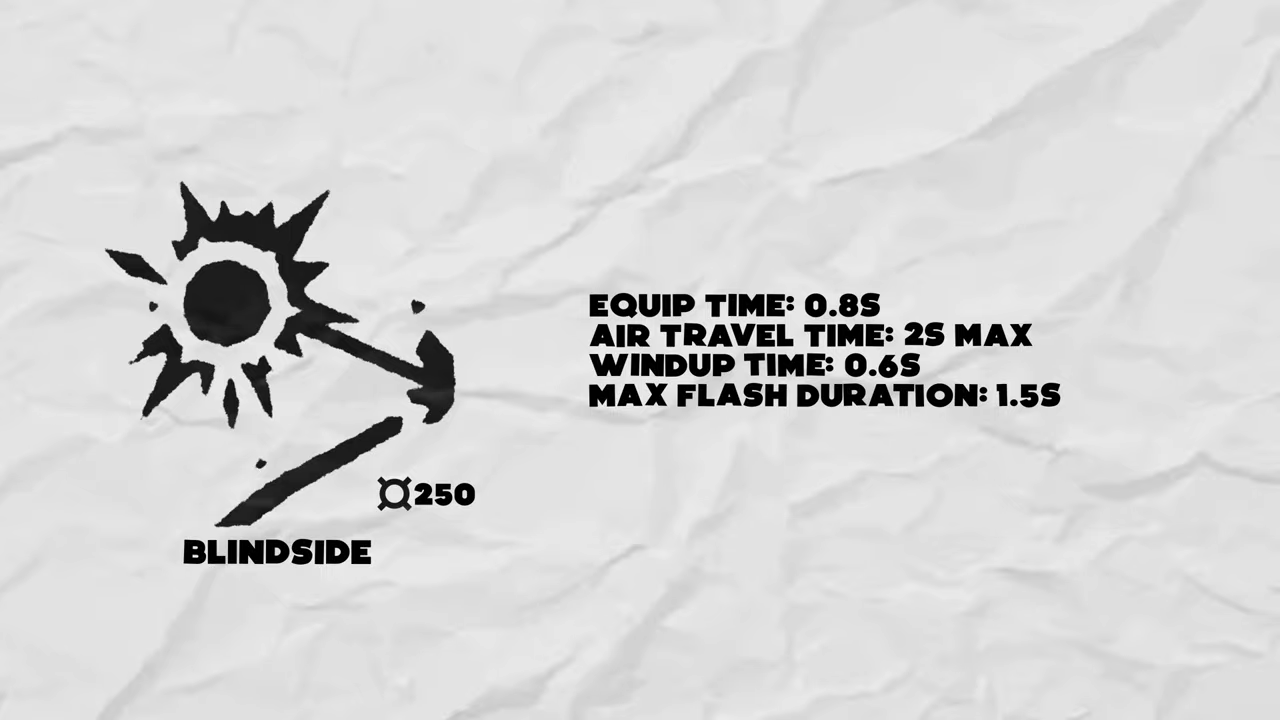 EQUIP TIME: 0.8S
AIR TRAVEL TIME: 2S MAX
WINDUP TIME: 0.6S
MAX FLASH DURATION: 1.5S
¤250
BLINDSIDE